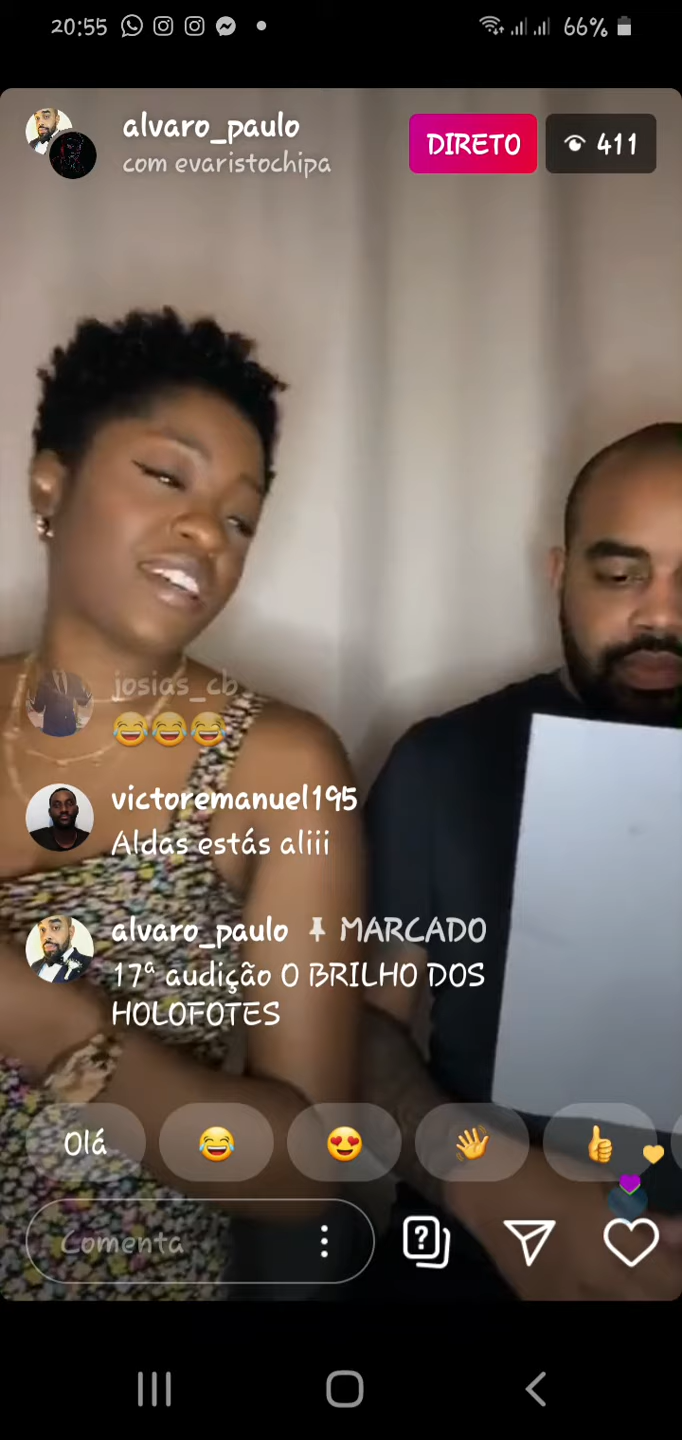 20:55
66%
alvaro_paulo
com evaristochipa
DIRETO
411
josias_cb
😂😂😂
victoremanuel195
Aldas estás aliii
alvaro_paulo MARCADO
17ª audição O BRILHO DOS
HOLOFOTES
Olá
Comenta